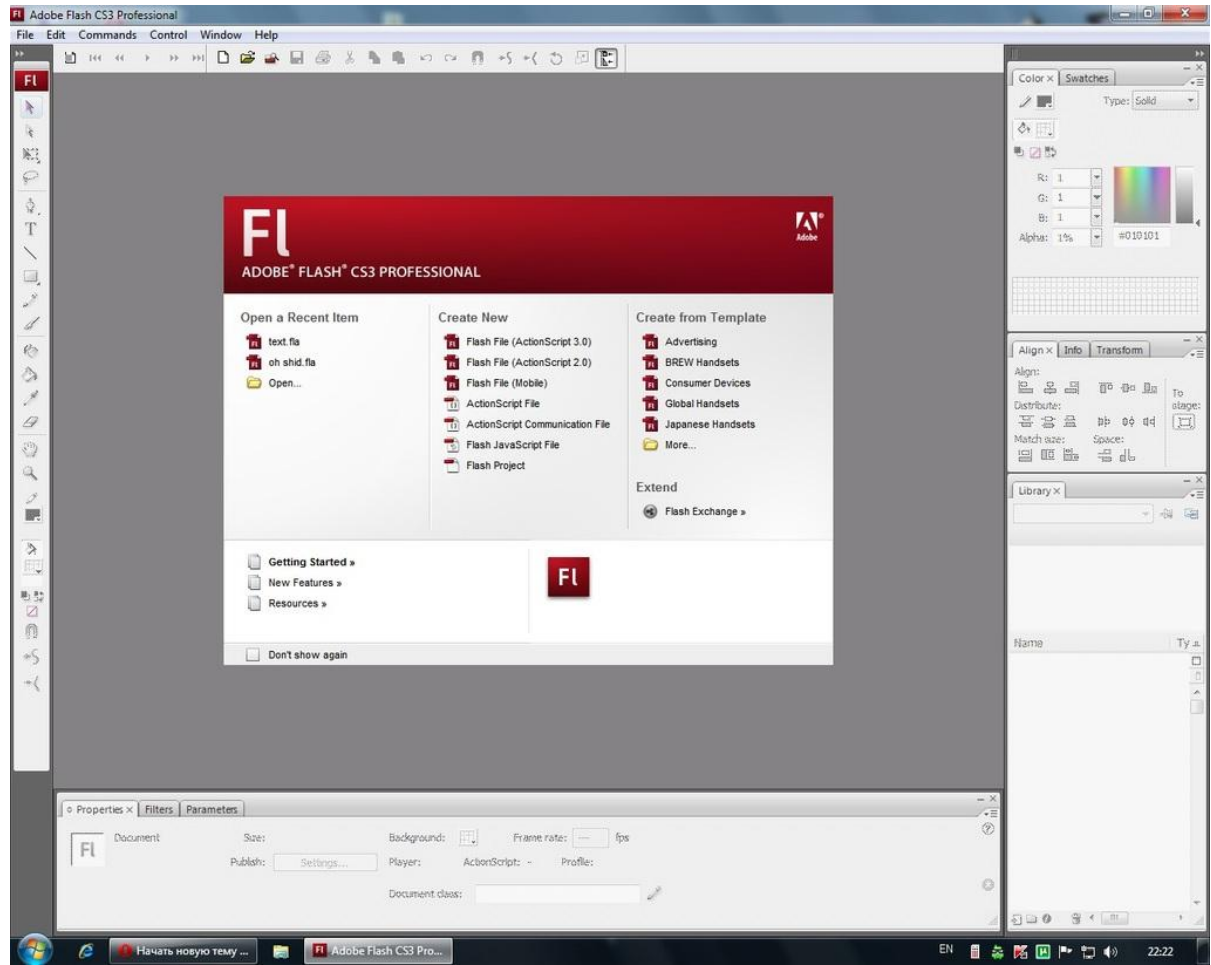 Adobe Flash CS3 Professional
File Edit Commands Control Window Help
Fl
T
Fl
Adobe
ADOBE® FLASH® CS3 PROFESSIONAL
Open a Recent Item
text.fla
oh shid.fla
Open...
Create New
Flash File (ActionScript 3.0)
Flash File (ActionScript 2.0)
Flash File (Mobile)
ActionScript File
ActionScript Communication File
Flash JavaScript File
Flash Project
Create from Template
Advertising
BREW Handsets
Consumer Devices
Global Handsets
Japanese Handsets
More...
Extend
Flash Exchange »
Getting Started »
New Features »
Resources »
Fl
Don't show again
Color × Swatches
Type: Solid
R: 1
G: 1
B: 1
Alpha: 1% #010101
Align × Info Transform
Align:
To stage:
Distribute:
Match size: Space:
Library ×
Name Ty
Properties × Filters Parameters
Fl
Document Size: Background: Frame rate: --- fps
Publish: Settings... Player: ActionScript: - Profile:
Document class:
Начать новую тему ... Adobe Flash CS3 Pro... EN 22:22